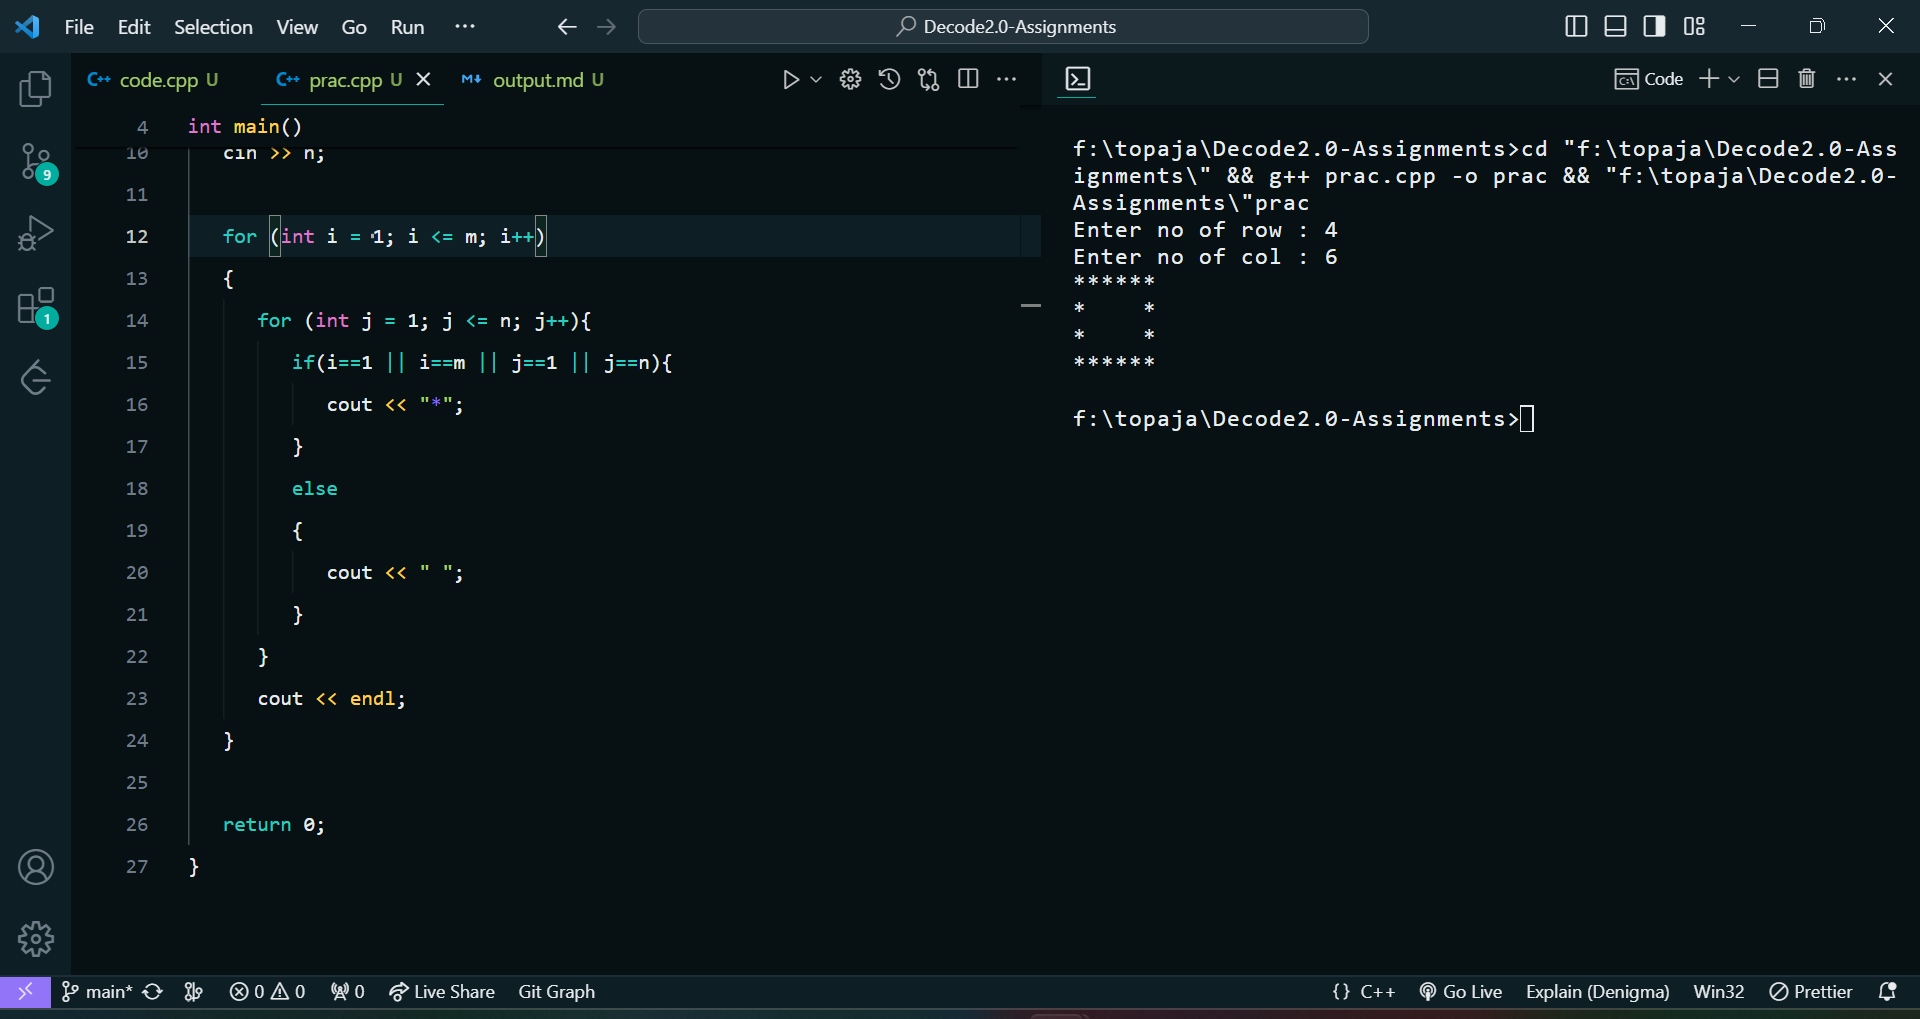 File Edit Selection View Go Run ··· Decode2.0-Assignments
C++ code.cpp U C++ prac.cpp U M↓ output.md U Code
4 int main()
10 cin >> n;
11
12 for (int i = 1; i <= m; i++)
13 {
14 for (int j = 1; j <= n; j++){
15 if(i==1 || i==m || j==1 || j==n){
16 cout << "*";
17 }
18 else
19 {
20 cout << " ";
21 }
22 }
23 cout << endl;
24 }
25
26 return 0;
27 }
f:\topaja\Decode2.0-Assignments>cd "f:\topaja\Decode2.0-Ass
ignments\" && g++ prac.cpp -o prac && "f:\topaja\Decode2.0-
Assignments\"prac
Enter no of row : 4
Enter no of col : 6
******
*    *
*    *
******
f:\topaja\Decode2.0-Assignments>
9
1
main* 0 0 0 Live Share Git Graph {} C++ Go Live Explain (Denigma) Win32 Prettier